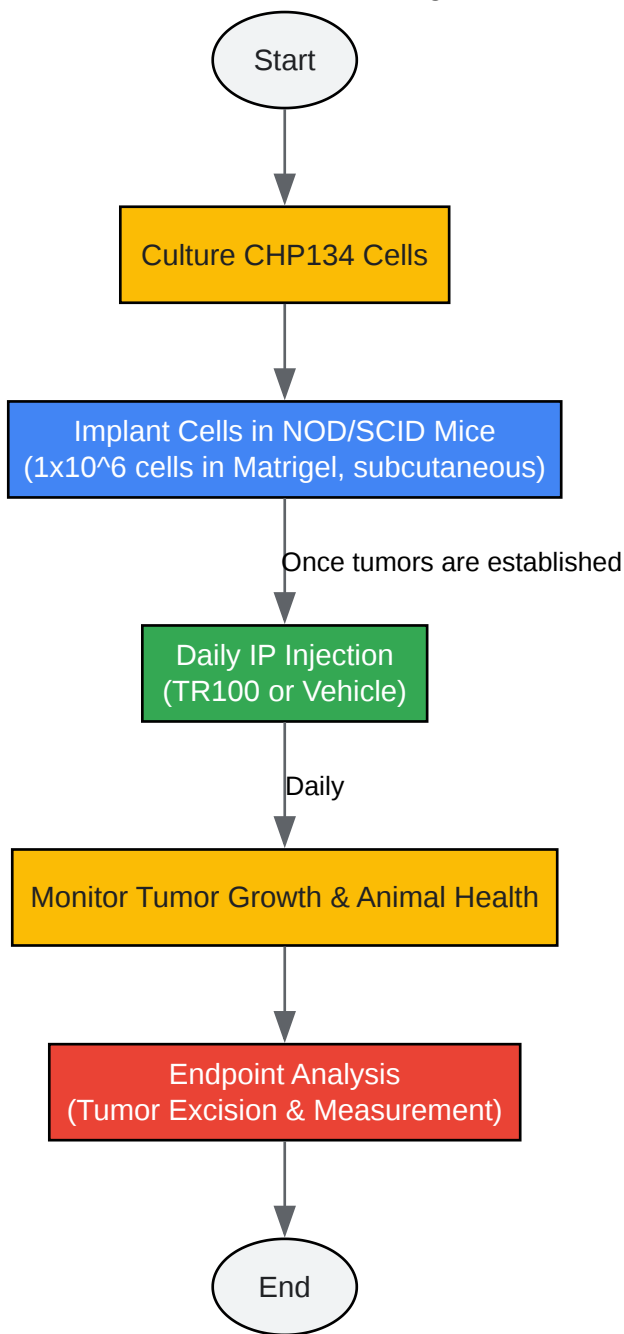 Start
Culture CHP134 Cells
Implant Cells in NOD/SCID Mice
(1x10^6 cells in Matrigel, subcutaneous)
Once tumors are established
Daily IP Injection
(TR100 or Vehicle)
Daily
Monitor Tumor Growth & Animal Health
Endpoint Analysis
(Tumor Excision & Measurement)
End